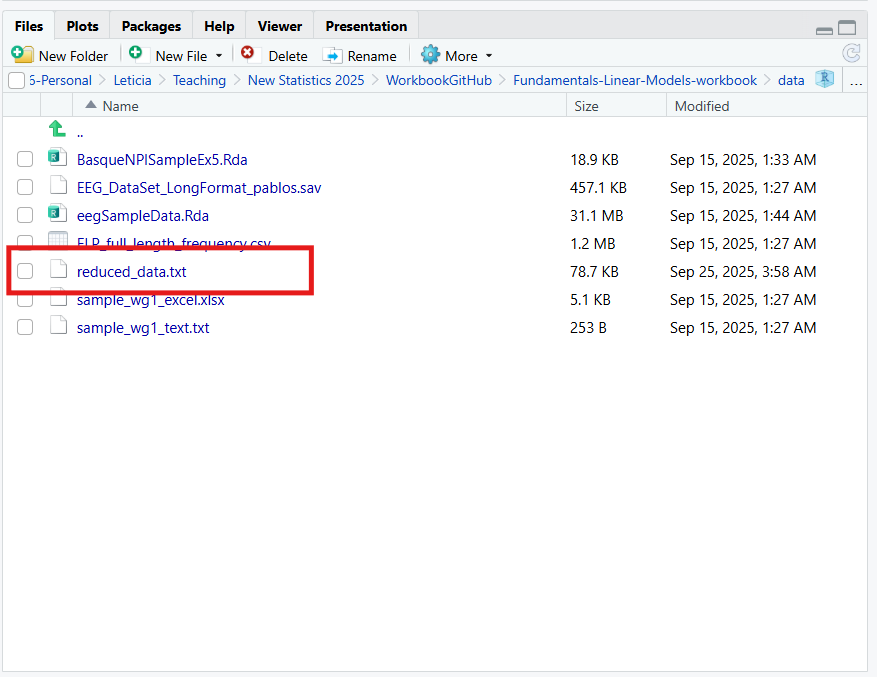 Files Plots Packages Help Viewer Presentation
New Folder New File Delete Rename More
6-Personal Leticia Teaching New Statistics 2025 WorkbookGitHub Fundamentals-Linear-Models-workbook data R ...
Name Size Modified
..
BasqueNPISampleEx5.Rda 18.9 KB Sep 15, 2025, 1:33 AM
EEG_DataSet_LongFormat_pablos.sav 457.1 KB Sep 15, 2025, 1:27 AM
eegSampleData.Rda 31.1 MB Sep 15, 2025, 1:44 AM
ELP_full_length_frequency.csv 1.2 MB Sep 15, 2025, 1:27 AM
reduced_data.txt 78.7 KB Sep 25, 2025, 3:58 AM
sample_wg1_excel.xlsx 5.1 KB Sep 15, 2025, 1:27 AM
sample_wg1_text.txt 253 B Sep 15, 2025, 1:27 AM